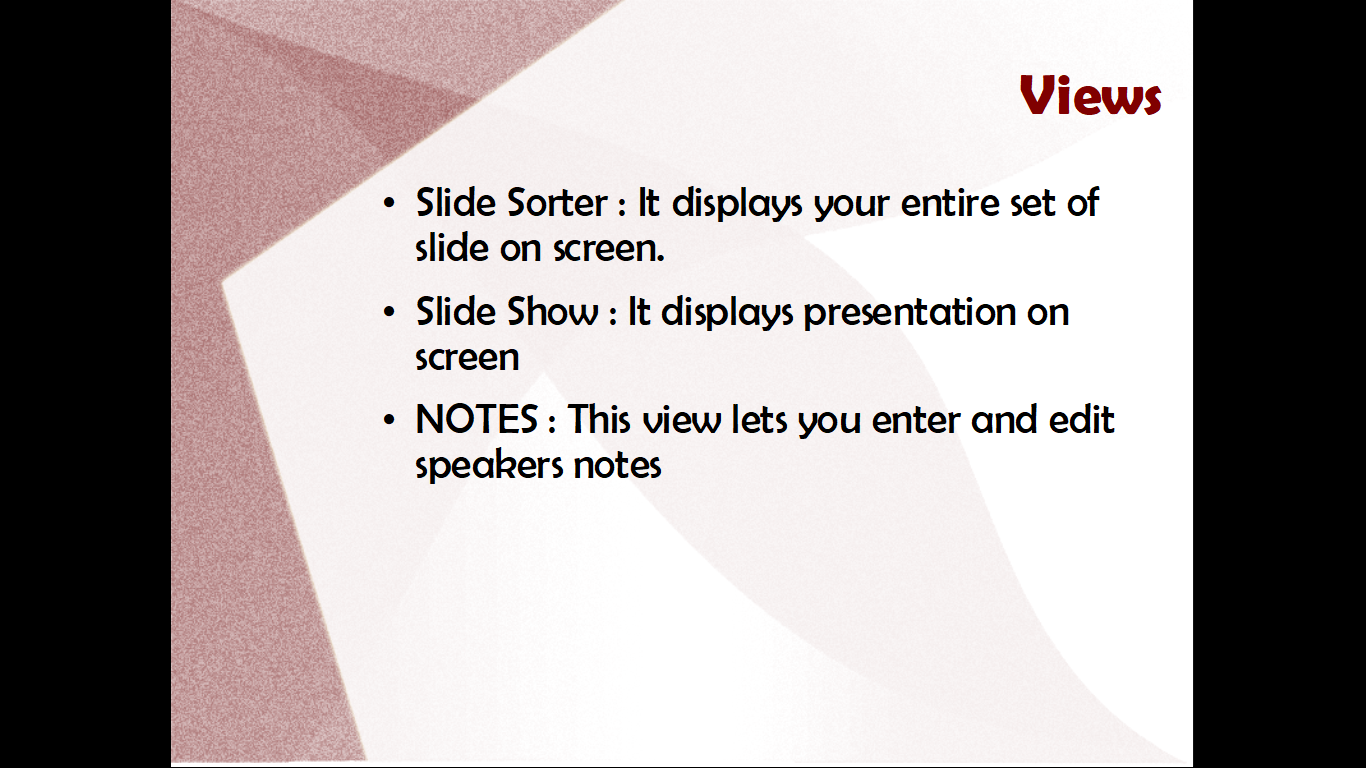 Views
• Slide Sorter : It displays your entire set of
slide on screen.
• Slide Show : It displays presentation on
screen
• NOTES : This view lets you enter and edit
speakers notes